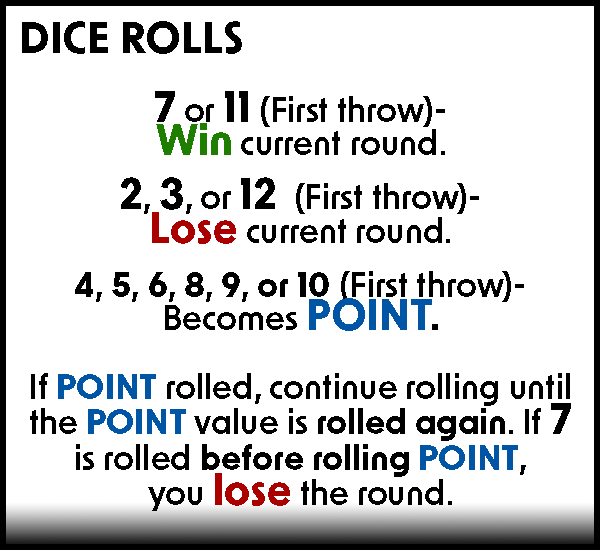 DICE ROLLS
7 or 11 (First throw)-
Win current round.
2, 3, or 12 (First throw)-
Lose current round.
4, 5, 6, 8, 9, or 10 (First throw)-
Becomes POINT.
If POINT rolled, continue rolling until
the POINT value is rolled again. If 7
is rolled before rolling POINT,
you lose the round.